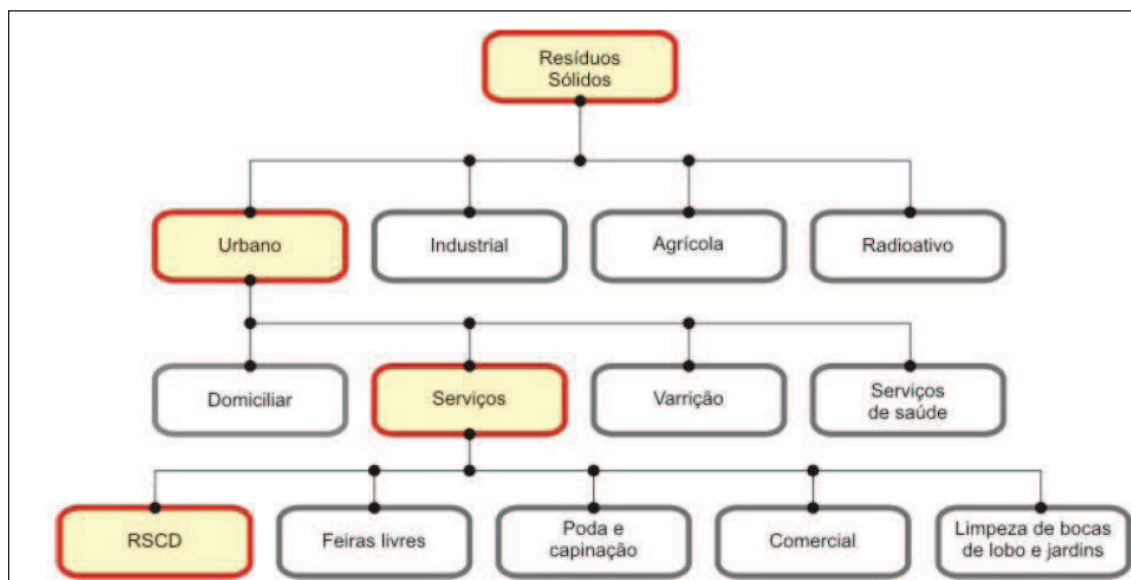 Resíduos
Sólidos
Urbano
Industrial
Agrícola
Radioativo
Domiciliar
Serviços
Varrição
Serviços
de saúde
RSCD
Feiras livres
Poda e
capinação
Comercial
Limpeza de bocas
de lobo e jardins